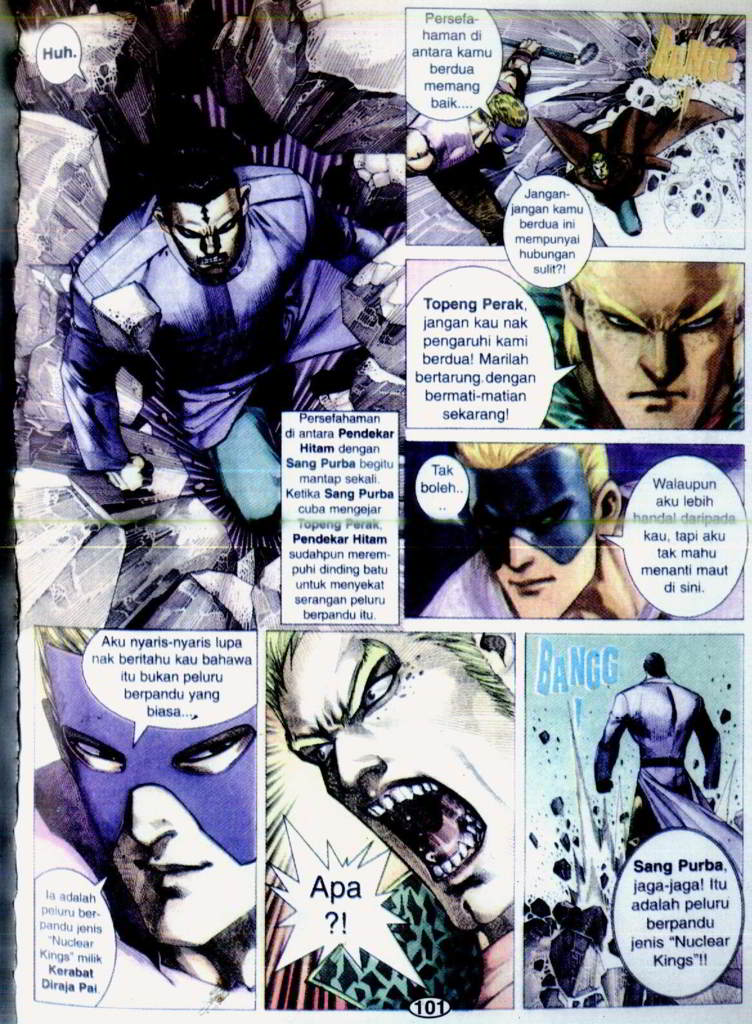 Huh.
Persefa-
haman di
antara kamu
berdua
memang
baik....
BANGG
Jangan-
jangan kamu
berdua ini
mempunyai
hubungan
sulit?!
Topeng Perak,
jangan kau nak
pengaruhi kami
berdua! Marilah
bertarung.dengan
bermati-matian
sekarang!
Persefahaman
di antara Pendekar
Hitam dengan
Sang Purba begitu
mantap sekali.
Ketika Sang Purba
cuba mengejar
Topeng Perak,
Pendekar Hitam
sudahpun merem-
puhi dinding batu
untuk menyekat
serangan peluru
berpandu itu.
Tak
boleh..
..
Walaupun
aku lebih
handal daripada
kau, tapi aku
tak mahu
menanti maut
di sini.
Aku nyaris-nyaris lupa
nak beritahu kau bahawa
itu bukan peluru
berpandu yang
biasa....
Ia adalah
peluru ber-
pandu jenis
"Nuclear
Kings" milik
Kerabat
Diraja Pai.
Apa
?!
BANGG
!
Sang Purba,
jaga-jaga! Itu
adalah peluru
berpandu
jenis "Nuclear
Kings"!!
101